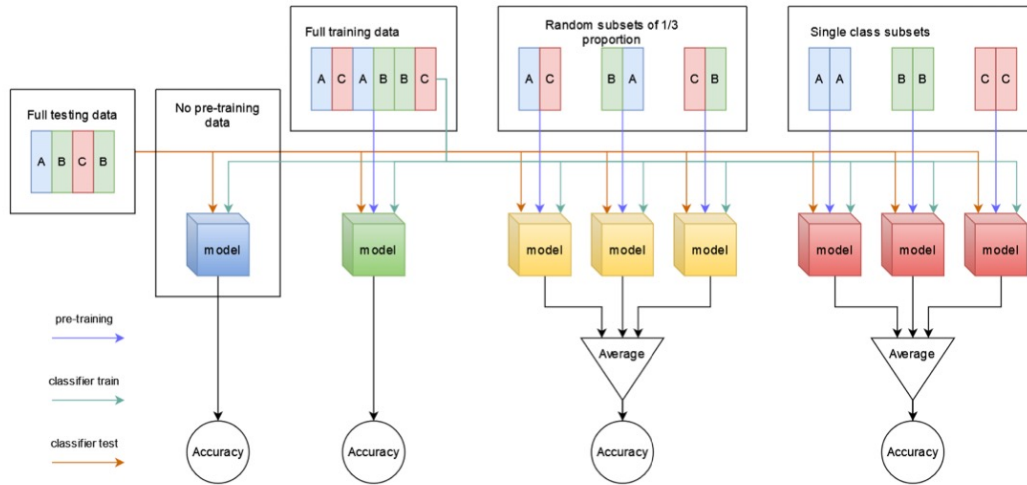 Full training data
A C A B B C
Random subsets of 1/3
proportion
A C
B A
C B
Single class subsets
A A
B B
C C
Full testing data
A B C B
No pre-training
data
model
model
model
model
model
model
model
model
pre-training
classifier train
classifier test
Average
Average
Accuracy
Accuracy
Accuracy
Accuracy